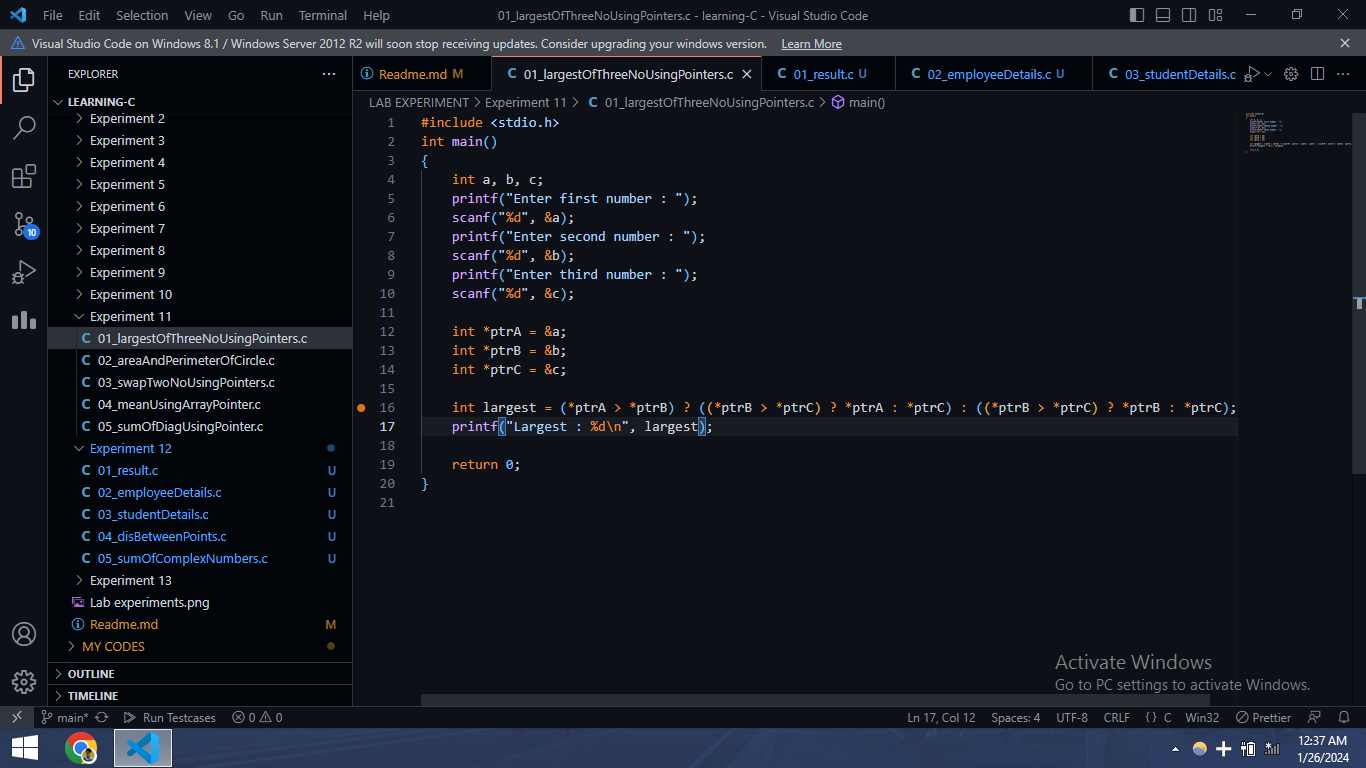 File Edit Selection View Go Run Terminal Help 01_largestOfThreeNoUsingPointers.c - learning-C - Visual Studio Code
Visual Studio Code on Windows 8.1 / Windows Server 2012 R2 will soon stop receiving updates. Consider upgrading your windows version. Learn More
EXPLORER
LEARNING-C
Experiment 2
Experiment 3
Experiment 4
Experiment 5
Experiment 6
Experiment 7
Experiment 8
Experiment 9
Experiment 10
Experiment 11
C 01_largestOfThreeNoUsingPointers.c
C 02_areaAndPerimeterOfCircle.c
C 03_swapTwoNoUsingPointers.c
C 04_meanUsingArrayPointer.c
C 05_sumOfDiagUsingPointer.c
Experiment 12
C 01_result.c U
C 02_employeeDetails.c U
C 03_studentDetails.c U
C 04_disBetweenPoints.c U
C 05_sumOfComplexNumbers.c U
Experiment 13
Lab experiments.png
Readme.md M
MY CODES
OUTLINE
TIMELINE
10
Readme.md M C 01_largestOfThreeNoUsingPointers.c C 01_result.c U C 02_employeeDetails.c U C 03_studentDetails.c
LAB EXPERIMENT > Experiment 11 > C 01_largestOfThreeNoUsingPointers.c > main()
1 #include <stdio.h>
2 int main()
3 {
4 int a, b, c;
5 printf("Enter first number : ");
6 scanf("%d", &a);
7 printf("Enter second number : ");
8 scanf("%d", &b);
9 printf("Enter third number : ");
10 scanf("%d", &c);
11
12 int *ptrA = &a;
13 int *ptrB = &b;
14 int *ptrC = &c;
15
16 int largest = (*ptrA > *ptrB) ? ((*ptrB > *ptrC) ? *ptrA : *ptrC) : ((*ptrB > *ptrC) ? *ptrB : *ptrC);
17 printf("Largest : %d\n", largest);
18
19 return 0;
20 }
21
Activate Windows
Go to PC settings to activate Windows.
main* Run Testcases 0 0 Ln 17, Col 12 Spaces: 4 UTF-8 CRLF {} C Win32 Prettier
12:37 AM
1/26/2024